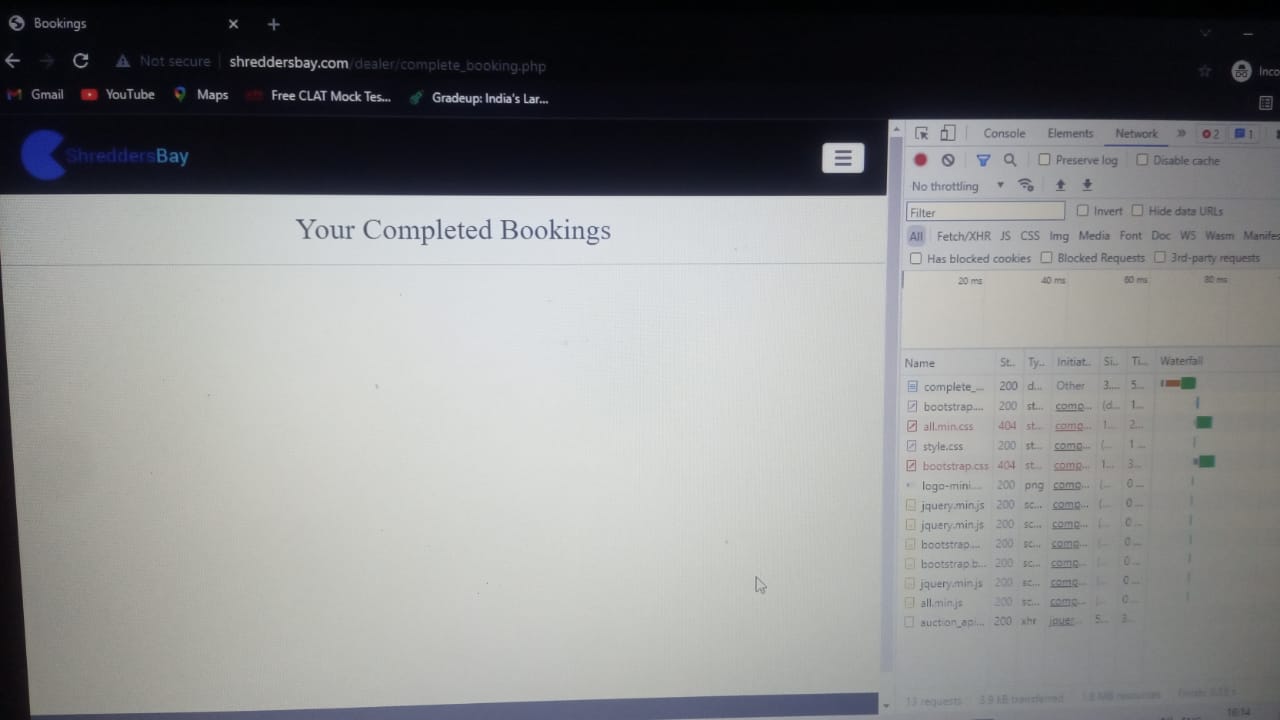 Bookings
Not secure shreddersbay.com/dealer/complete_booking.php
Inco
Gmail YouTube Maps Free CLAT Mock Tes... Gradeup: India's Lar...
ShreddersBay
Your Completed Bookings
Console Elements Network 2 1
Preserve log Disable cache
No throttling
Filter Invert Hide data URLs
All Fetch/XHR JS CSS Img Media Font Doc WS Wasm Manifes
Has blocked cookies Blocked Requests 3rd-party requests
20 ms 40 ms 60 ms 80 ms
Name St.. Ty.. Initiat.. Si.. Ti... Waterfall
complete_... 200 d... Other 3.... 5...
bootstrap.... 200 st... comp... (d... 1...
all.min.css 404 st... comp... 1... 2...
style.css 200 st... comp... (... 1...
bootstrap.css 404 st... comp... 1... 3...
logo-mini.... 200 png comp... (... 0...
jquery.min.js 200 sc... comp... (... 0...
jquery.min.js 200 sc... comp... (... 0...
bootstrap.... 200 sc... comp... (... 0...
bootstrap.b... 200 sc... comp... 0...
jquery.min.js 200 sc... comp... 0...
all.min.js 200 sc... comp... 0...
auction_api... 200 xhr jquer... 5... 3...
13 requests 3.9 kB transferred 1.8 MB resources
16:14